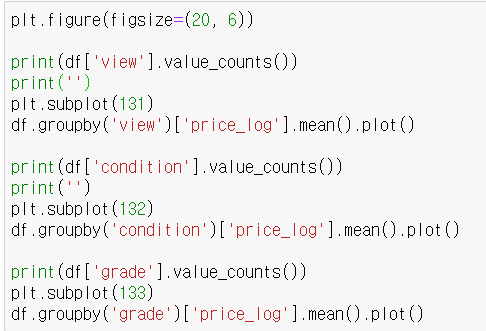 plt.figure(figsize=(20, 6))
print(df['view'].value_counts())
print('')
plt.subplot(131)
df.groupby('view')['price_log'].mean().plot()
print(df['condition'].value_counts())
print('')
plt.subplot(132)
df.groupby('condition')['price_log'].mean().plot()
print(df['grade'].value_counts())
plt.subplot(133)
df.groupby('grade')['price_log'].mean().plot()